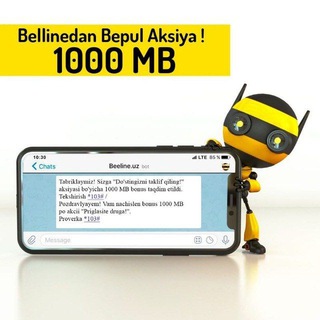 Bellinedan Bepul Aksiya !
1000 MB
10:30
LTE 85 %
Chats
Beeline.uz bot
Tabriklaymiz! Sizga "Do'stingizni taklif qiling!"
aksiyasi bo'yicha 1000 MB bonus taqdim etildi.
Tekshirish *103# /
Pozdravlyayem! Vam nachislen bonus 1000 MB
po akcii "Priglasite druga!".
Proverka *103#
Message